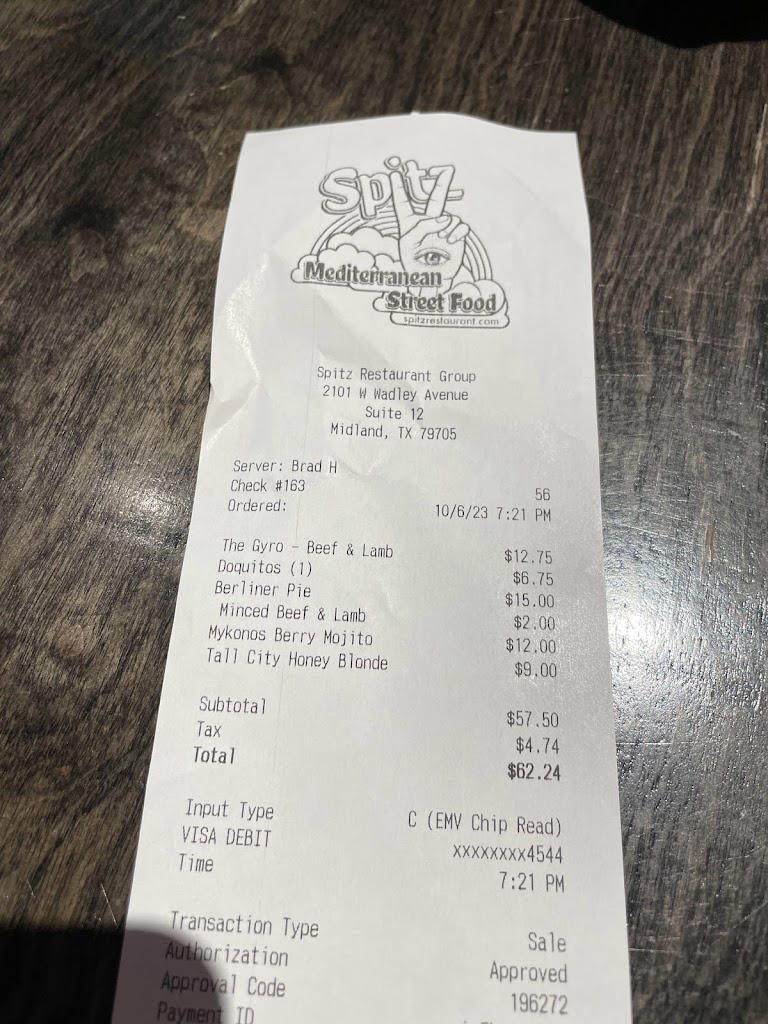 Spitz
Mediterranean
Street Food
spitzrestaurant.com
Spitz Restaurant Group
2101 W Wadley Avenue
Suite 12
Midland, TX 79705
Server: Brad H
Check #163 56
Ordered: 10/6/23 7:21 PM
The Gyro - Beef & Lamb $12.75
Doquitos (1) $6.75
Berliner Pie $15.00
Minced Beef & Lamb $2.00
Mykonos Berry Mojito $12.00
Tall City Honey Blonde $9.00
Subtotal $57.50
Tax $4.74
Total $62.24
Input Type C (EMV Chip Read)
VISA DEBIT xxxxxxxx4544
Time 7:21 PM
Transaction Type Sale
Authorization Approved
Approval Code 196272
Payment ID